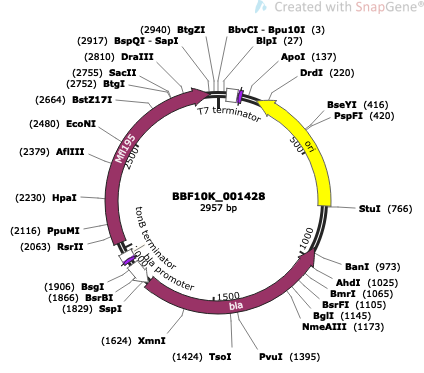 Created with SnapGene®
(2940) BtgZI
(2917) BspQI - SapI
(2810) DraIII
(2755) SacII
(2752) BtgI
(2664) BstZ17I
(2480) EcoNI
(2379) AflIII
(2230) HpaI
(2116) PpuMI
(2063) RsrII
(1906) BsgI
(1866) BsrBI
(1829) SspI
(1624) XmnI
(1424) TsoI
BbvCI - Bpu10I (3)
BlpI (27)
ApoI (137)
DrdI (220)
BseYI (416)
PspFI (420)
StuI (766)
BanI (973)
AhdI (1025)
BmrI (1065)
BsrFI (1105)
BglI (1145)
NmeAIII (1173)
PvuI (1395)
T7 terminator
ori
500
1000
1500
2500
Mfl195
tonB terminator
bla promoter
bla
BBF10K_001428
2957 bp